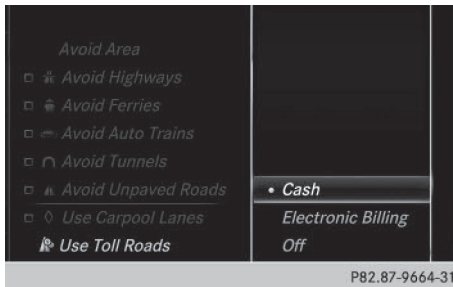 Avoid Area
Avoid Highways
Avoid Ferries
Avoid Auto Trains
Avoid Tunnels
Avoid Unpaved Roads
Use Carpool Lanes
Use Toll Roads
• Cash
Electronic Billing
Off
P82.87-9664-31